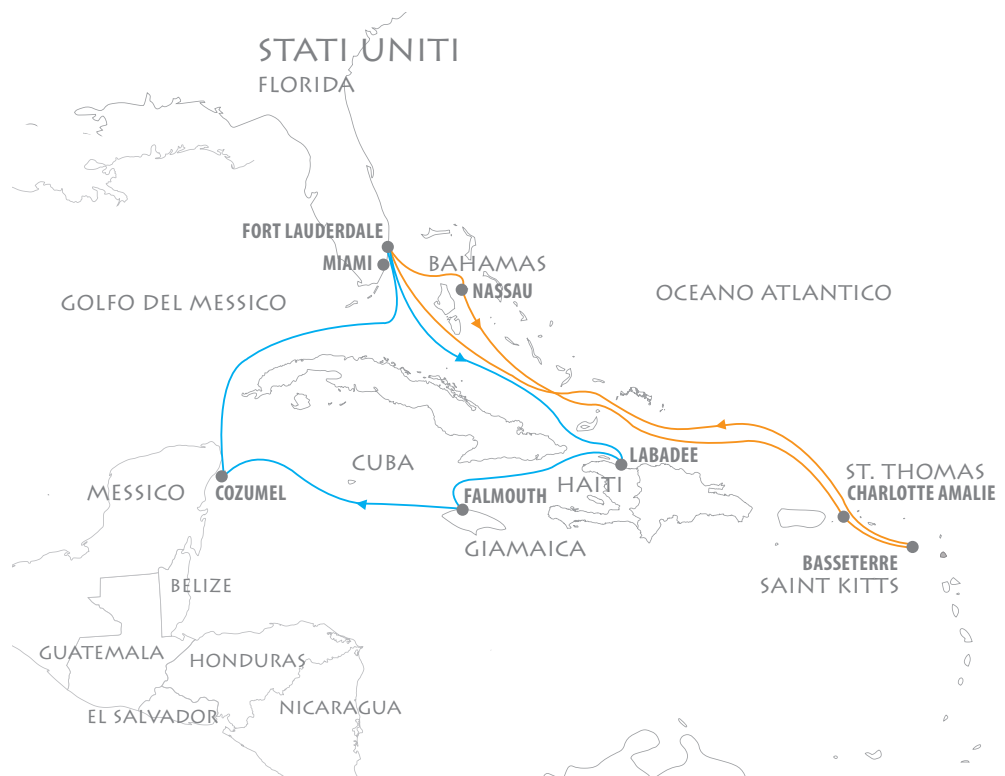 STATI UNITI
FLORIDA
FORT LAUDERDALE
MIAMI
BAHAMAS
NASSAU
GOLFO DEL MESSICO
OCEANO ATLANTICO
LABADEE
CUBA
HAITI
ST. THOMAS
CHARLOTTE AMALIE
MESSICO
COZUMEL
FALMOUTH
GIAMAICA
BASSETERRE
SAINT KITTS
BELIZE
GUATEMALA
HONDURAS
EL SALVADOR
NICARAGUA